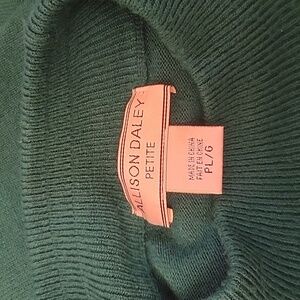 ALLISON DALEY
PETITE
MADE IN CHINA
FAIT EN CHINE
PL/G